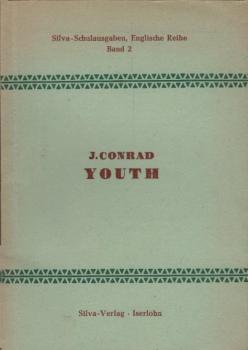 Silva-Schulausgaben, Englische Reihe
Band 2
J. CONRAD
YOUTH
Silva-Verlag · Iserlohn